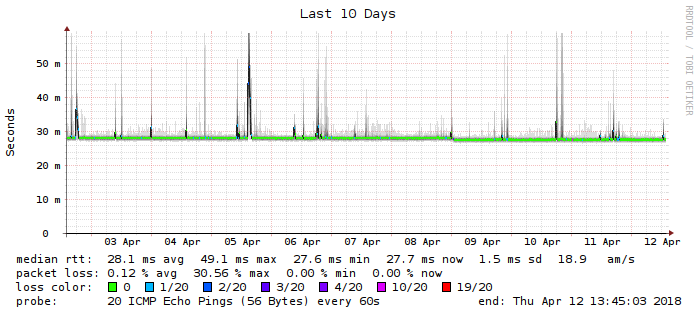 Last 10 Days
RRDTOOL / TOBI OETIKER
Seconds
50 m
40 m
30 m
20 m
10 m
0
03 Apr 04 Apr 05 Apr 06 Apr 07 Apr 08 Apr 09 Apr 10 Apr 11 Apr 12 Apr
median rtt: 28.1 ms avg 49.1 ms max 27.6 ms min 27.7 ms now 1.5 ms sd 18.9 am/s
packet loss: 0.12 % avg 30.56 % max 0.00 % min 0.00 % now
loss color: 0 1/20 2/20 3/20 4/20 10/20 19/20
probe: 20 ICMP Echo Pings (56 Bytes) every 60s end: Thu Apr 12 13:45:03 2018